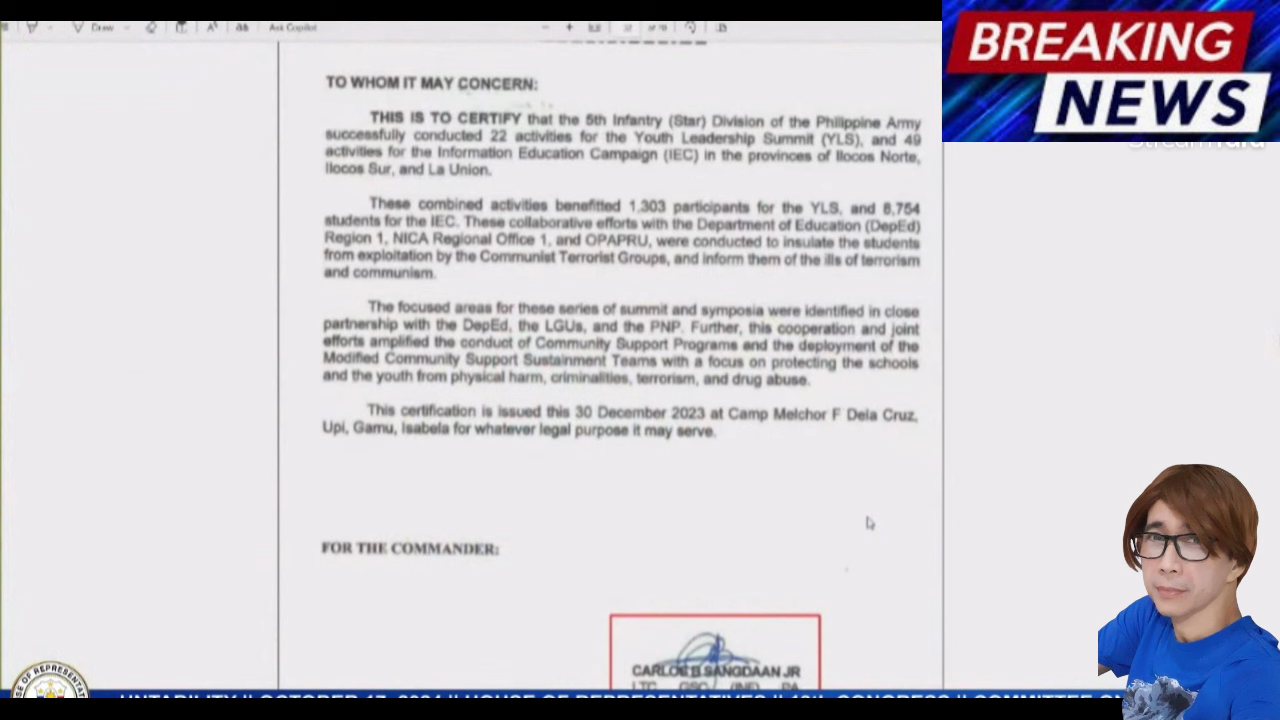 Draw
Ask Copilot
BREAKING
NEWS
TO WHOM IT MAY CONCERN:
THIS IS TO CERTIFY that the 5th Infantry (Star) Division of the Philippine Army
successfully conducted 22 activities for the Youth Leadership Summit (YLS), and 49
activities for the Information Education Campaign (IEC) in the provinces of Ilocos Norte,
Ilocos Sur, and La Union.
These combined activities benefitted 1,303 participants for the YLS, and 8,754
students for the IEC. These collaborative efforts with the Department of Education (DepEd)
Region 1, NICA Regional Office 1, and OPAPRU, were conducted to insulate the students
from exploitation by the Communist Terrorist Groups, and inform them of the ills of terrorism
and communism.
The focused areas for these series of summit and symposia were identified in close
partnership with the DepEd, the LGUs, and the PNP. Further, this cooperation and joint
efforts amplified the conduct of Community Support Programs and the deployment of the
Modified Community Support Sustainment Teams with a focus on protecting the schools
and the youth from physical harm, criminalities, terrorism, and drug abuse.
This certification is issued this 30 December 2023 at Camp Melchor F Dela Cruz,
Upi, Gamu, Isabela for whatever legal purpose it may serve.
FOR THE COMMANDER:
CARLOS B SANGDAAN JR
LTC GSC (INF) PA